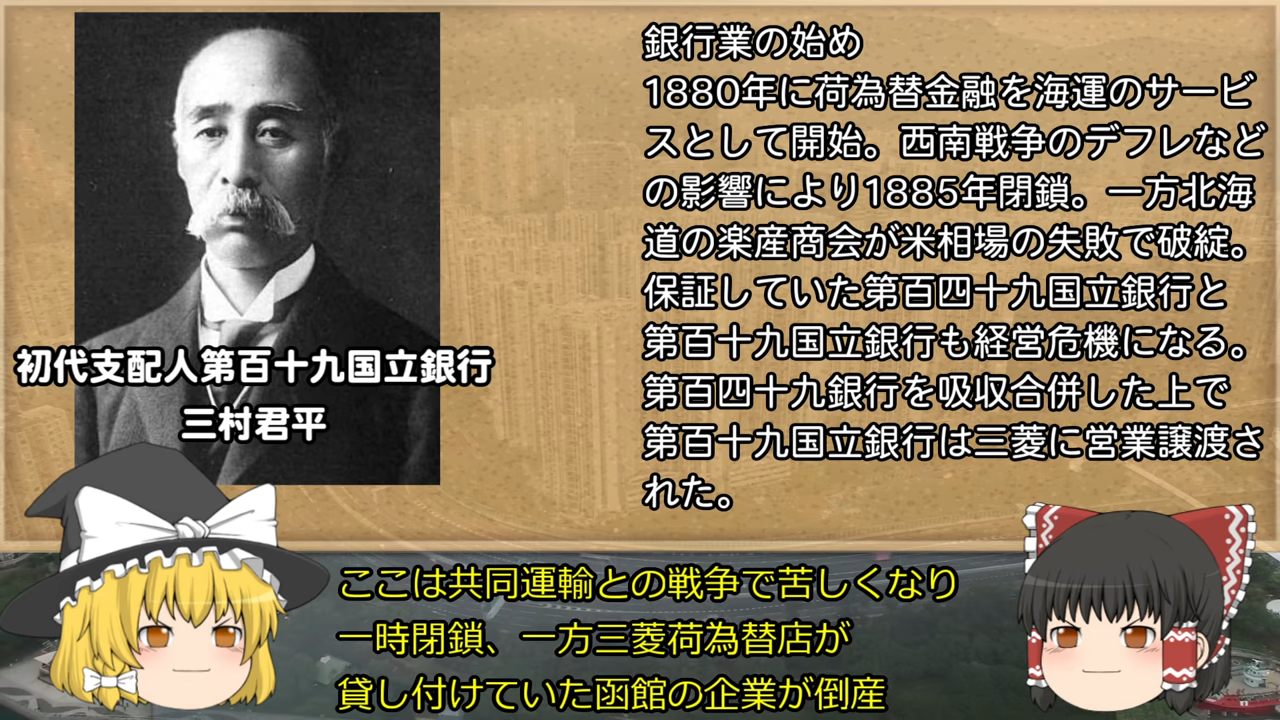 銀行業の始め
1880年に荷為替金融を海運のサービ
スとして開始。西南戦争のデフレなど
の影響により1885年閉鎖。一方北海
道の楽産商会が米相場の失敗で破綻。
保証していた第百四十九国立銀行と
第百十九国立銀行も経営危機になる。
第百四十九銀行を吸収合併した上で
第百十九国立銀行は三菱に営業譲渡さ
れた。
初代支配人第百十九国立銀行
三村君平
ここは共同運輸との戦争で苦しくなり
一時閉鎖、一方三菱荷為替店が
貸し付けていた函館の企業が倒産